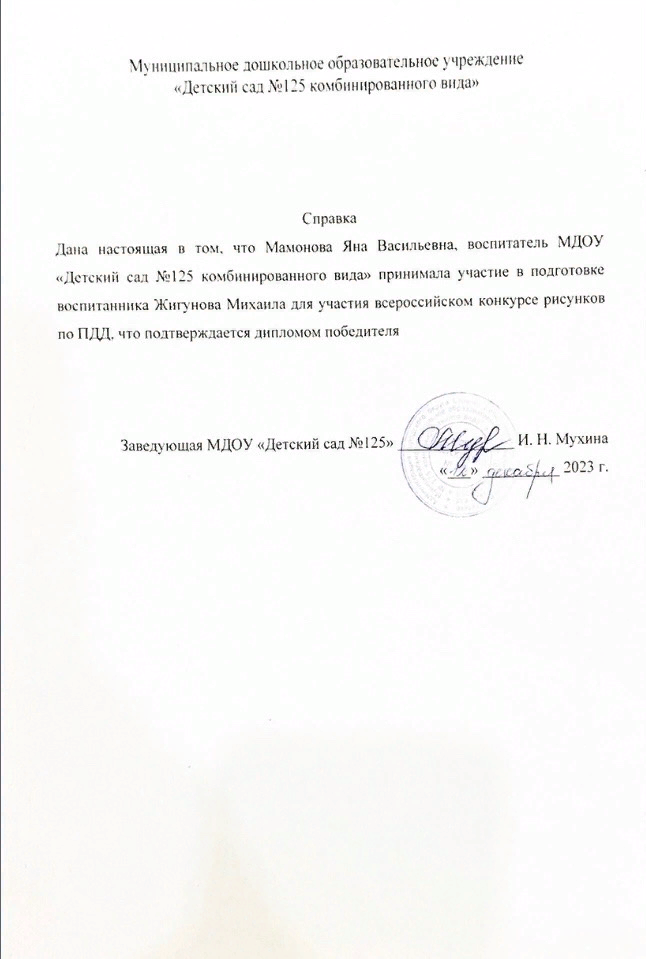 Муниципальное дошкольное образовательное учреждение
«Детский сад №125 комбинированного вида»
Справка
Дана настоящая в том, что Мамонова Яна Васильевна, воспитатель МДОУ
«Детский сад №125 комбинированного вида» принимала участие в подготовке
воспитанника Жигунова Михаила для участия всероссийском конкурсе рисунков
по ПДД, что подтверждается дипломом победителя
Заведующая МДОУ «Детский сад №125» И. Н. Мухина
« » декабря 2023 г.